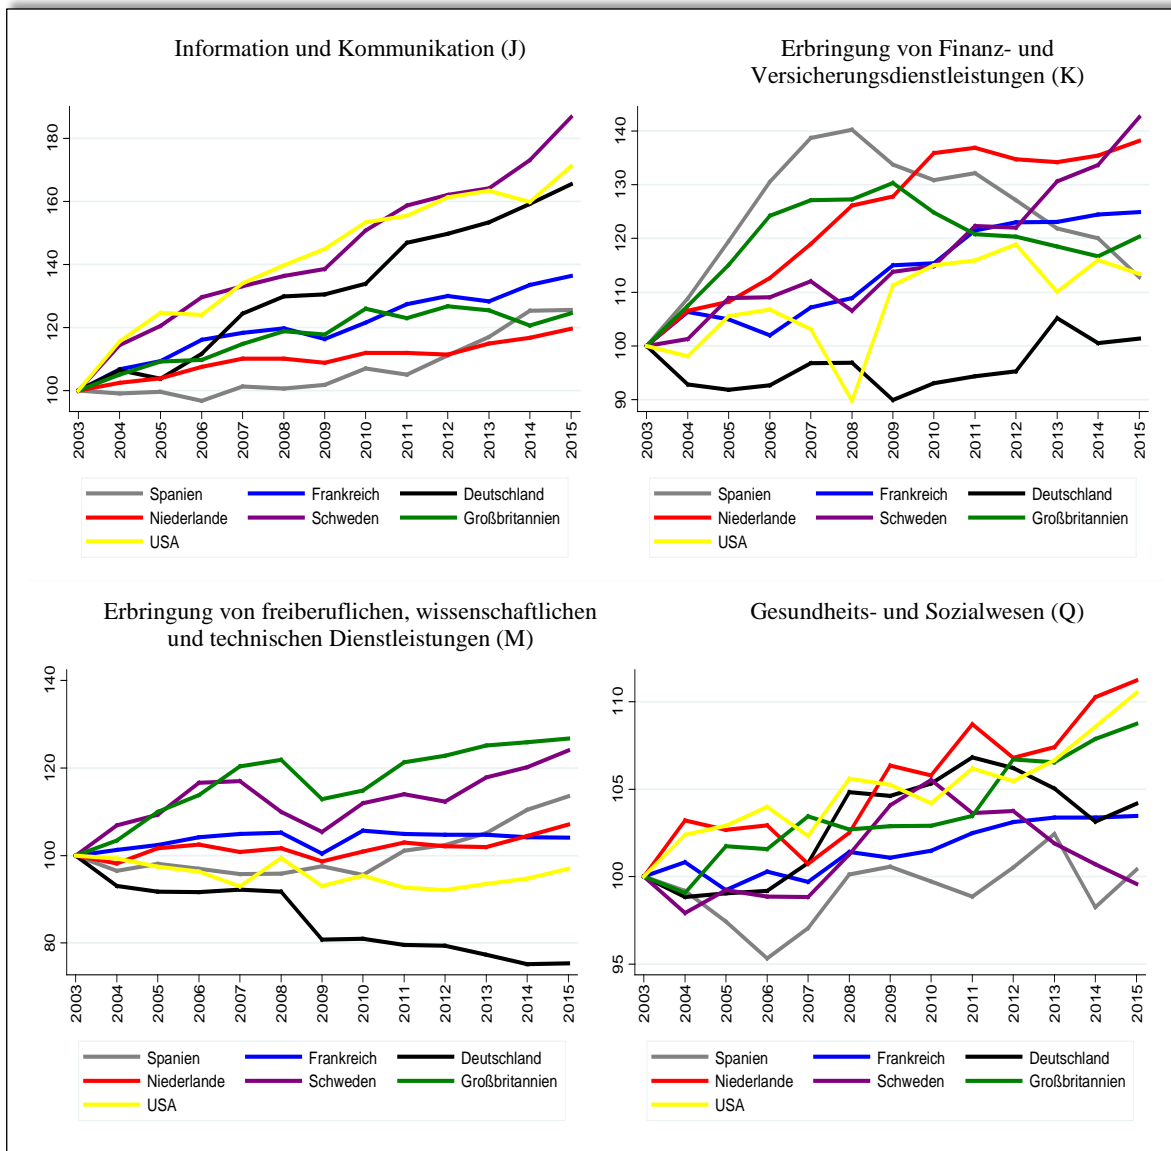 Information und Kommunikation (J)
180
160
140
120
100
2003 2004 2005 2006 2007 2008 2009 2010 2011 2012 2013 2014 2015
Spanien Frankreich Deutschland
Niederlande Schweden Großbritannien
USA
Erbringung von Finanz- und
Versicherungsdienstleistungen (K)
140
130
120
110
100
90
2003 2004 2005 2006 2007 2008 2009 2010 2011 2012 2013 2014 2015
Spanien Frankreich Deutschland
Niederlande Schweden Großbritannien
USA
Erbringung von freiberuflichen, wissenschaftlichen
und technischen Dienstleistungen (M)
140
120
100
80
2003 2004 2005 2006 2007 2008 2009 2010 2011 2012 2013 2014 2015
Spanien Frankreich Deutschland
Niederlande Schweden Großbritannien
USA
Gesundheits- und Sozialwesen (Q)
110
105
100
95
2003 2004 2005 2006 2007 2008 2009 2010 2011 2012 2013 2014 2015
Spanien Frankreich Deutschland
Niederlande Schweden Großbritannien
USA